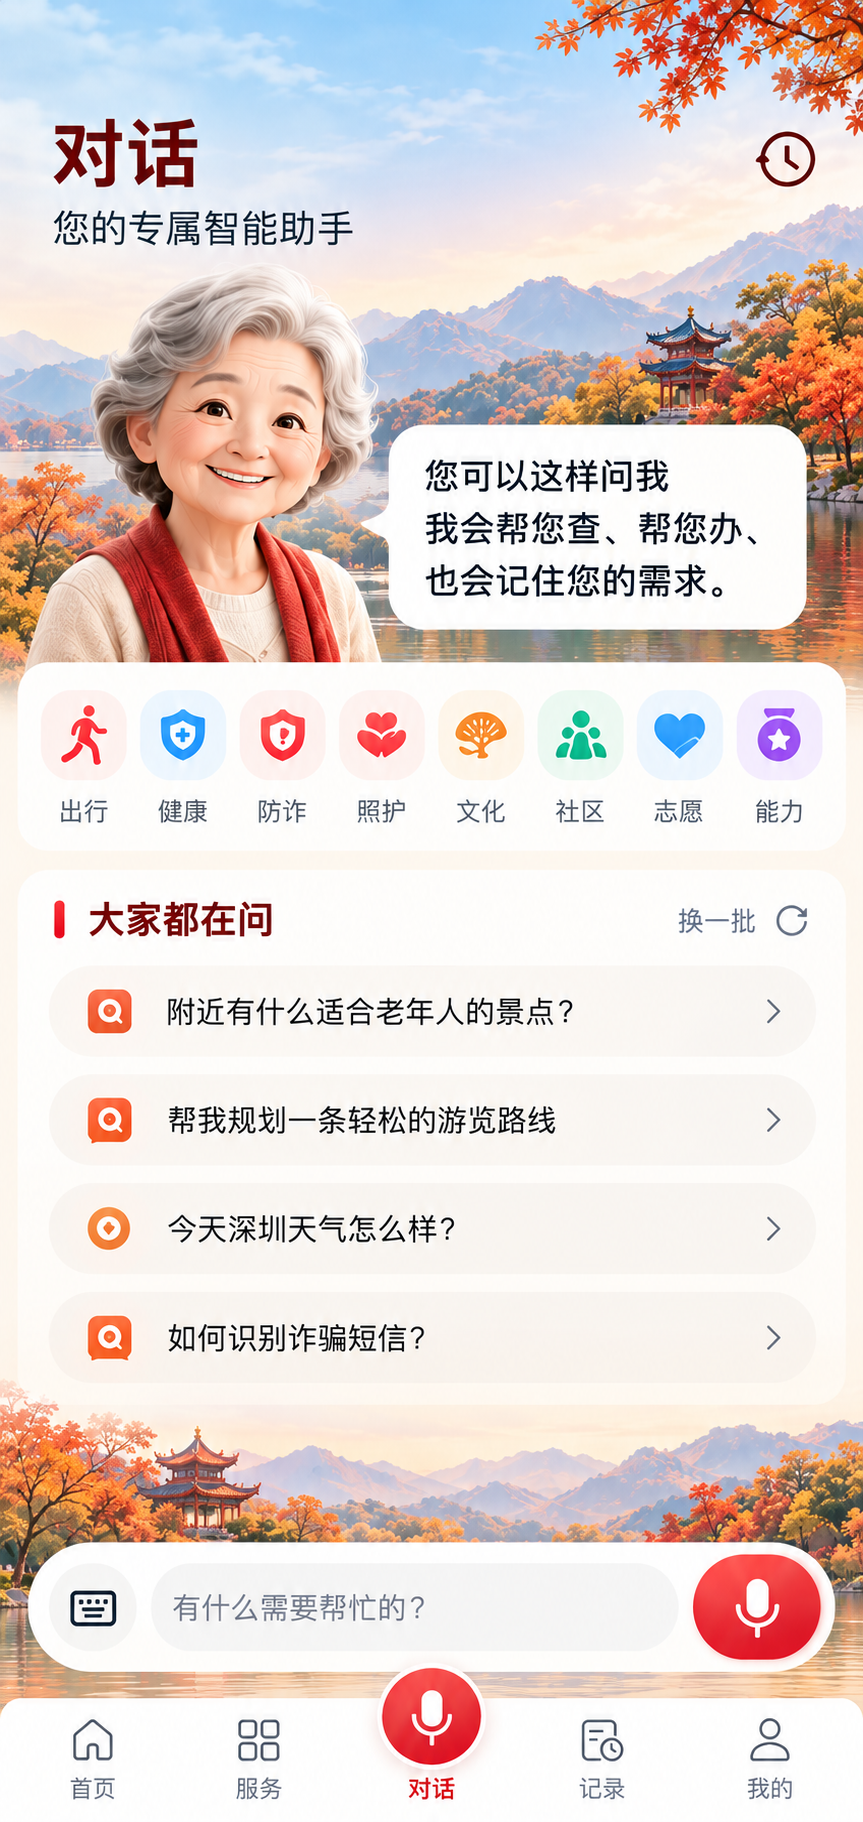 对话
您的专属智能助手
您可以这样问我
我会帮您查、帮您办、
也会记住您的需求。
出行
健康
防诈
照护
文化
社区
志愿
能力
大家都在问
换一批
附近有什么适合老年人的景点?
帮我规划一条轻松的游览路线
今天深圳天气怎么样?
如何识别诈骗短信?
有什么需要帮忙的?
首页
服务
对话
记录
我的